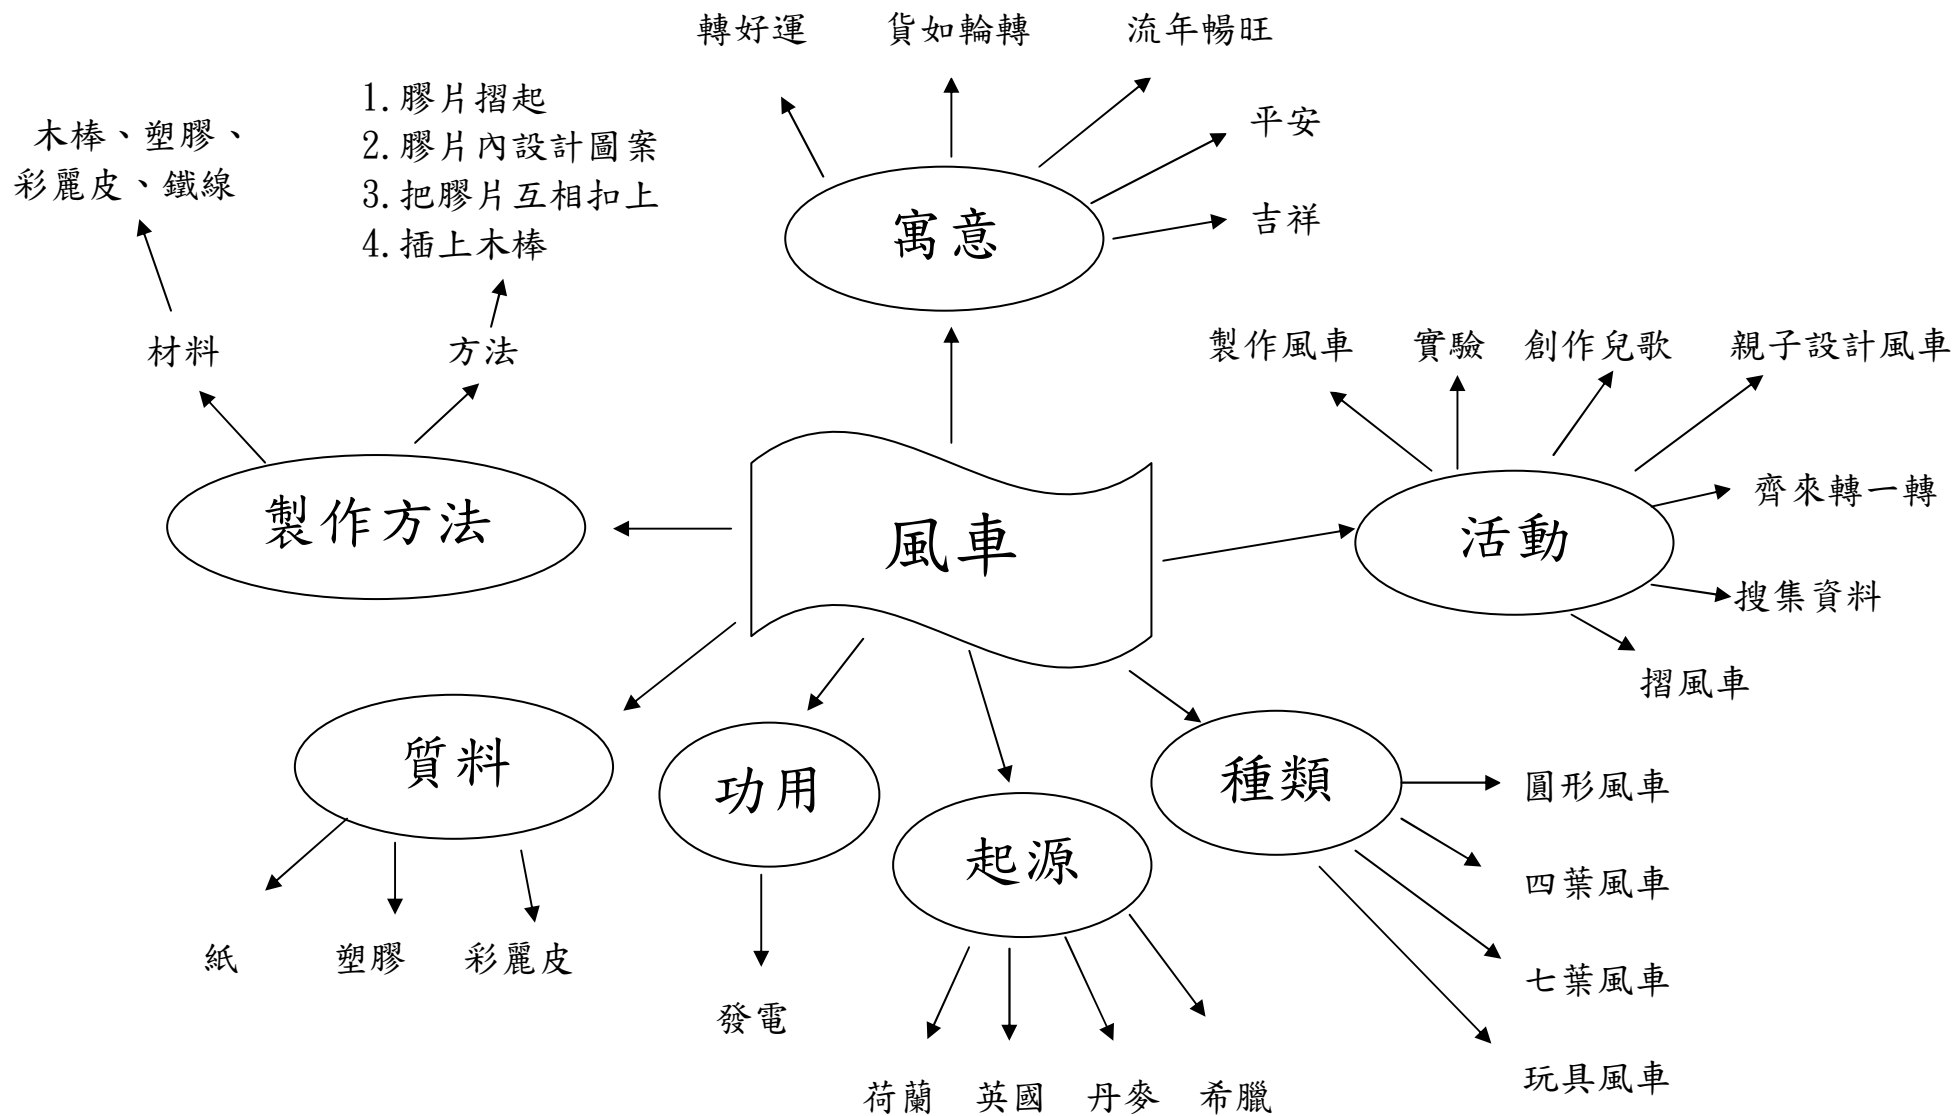 轉好運
貨如輪轉
流年暢旺
平安
吉祥
寓意
1.膠片摺起
2.膠片內設計圖案
3.把膠片互相扣上
4.插上木棒
木棒、塑膠、
彩麗皮、鐵線
材料
方法
製作方法
風車
製作風車
實驗
創作兒歌
親子設計風車
齊來轉一轉
搜集資料
摺風車
活動
質料
紙
塑膠
彩麗皮
功用
發電
起源
荷蘭
英國
丹麥
希臘
種類
圓形風車
四葉風車
七葉風車
玩具風車